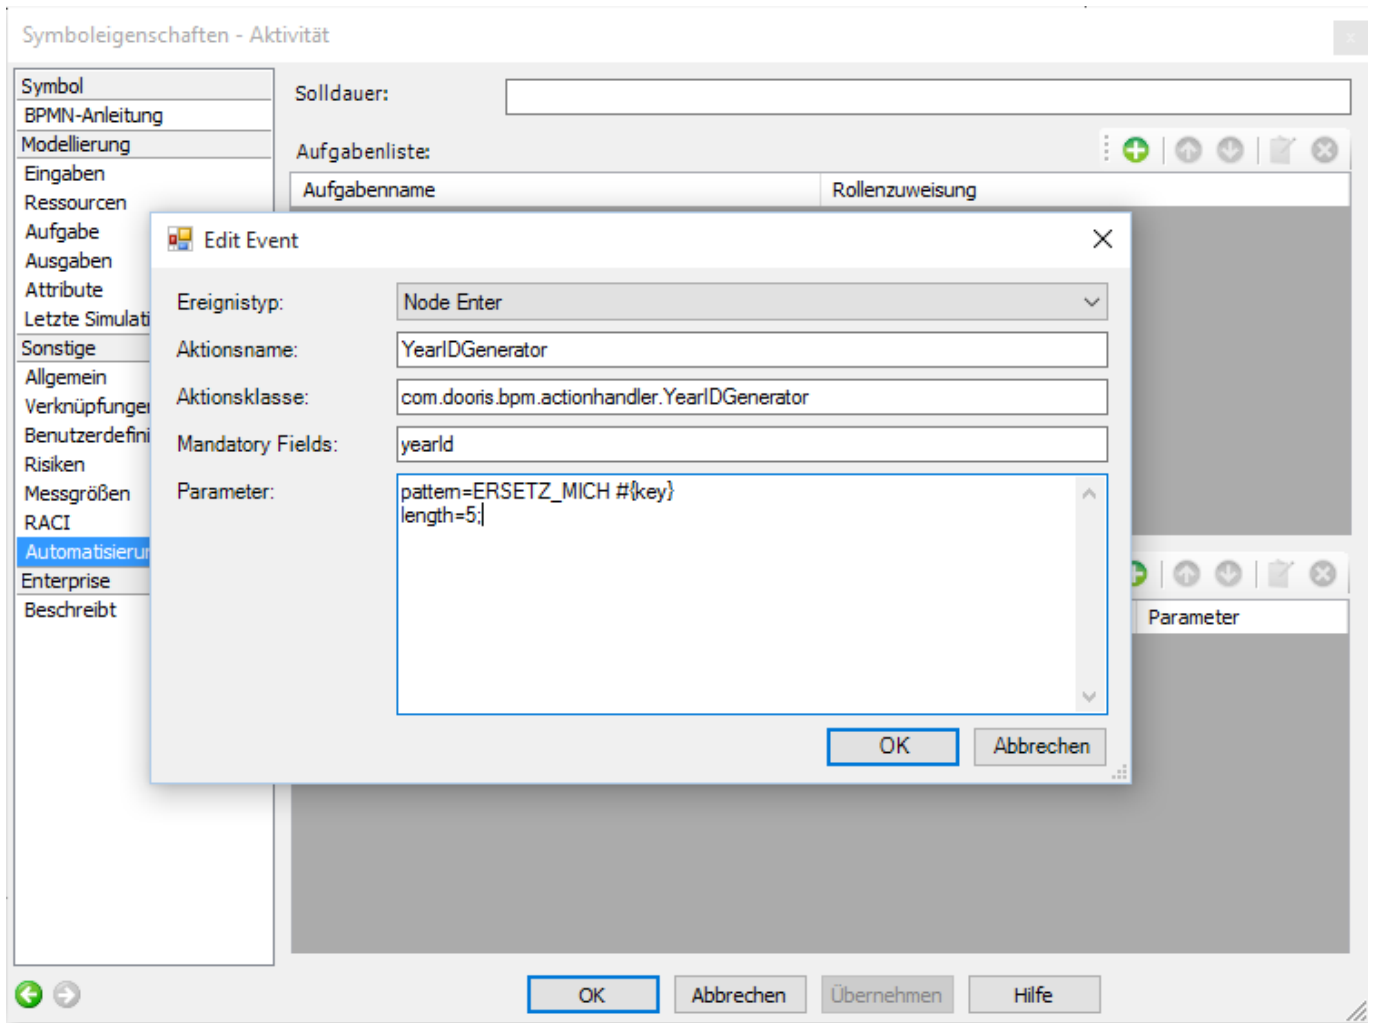 Symboleigenschaften - Aktivität
x
Symbol
BPMN-Anleitung
Modellierung
Eingaben
Ressourcen
Aufgabe
Ausgaben
Attribute
Letzte Simulati
Sonstige
Allgemein
Verknüpfunge
Benutzerdefini
Risiken
Messgrößen
RACI
Automatisierun
Enterprise
Beschreibt
Solldauer:
Aufgabenliste:
Aufgabenname Rollenzuweisung
Edit Event
Ereignistyp: Node Enter
Aktionsname: YearIDGenerator
Aktionsklasse: com.dooris.bpm.actionhandler.YearIDGenerator
Mandatory Fields: yearId
Parameter: pattern=ERSETZ_MICH #{key}
length=5;
OK Abbrechen
Parameter
OK Abbrechen Übernehmen Hilfe